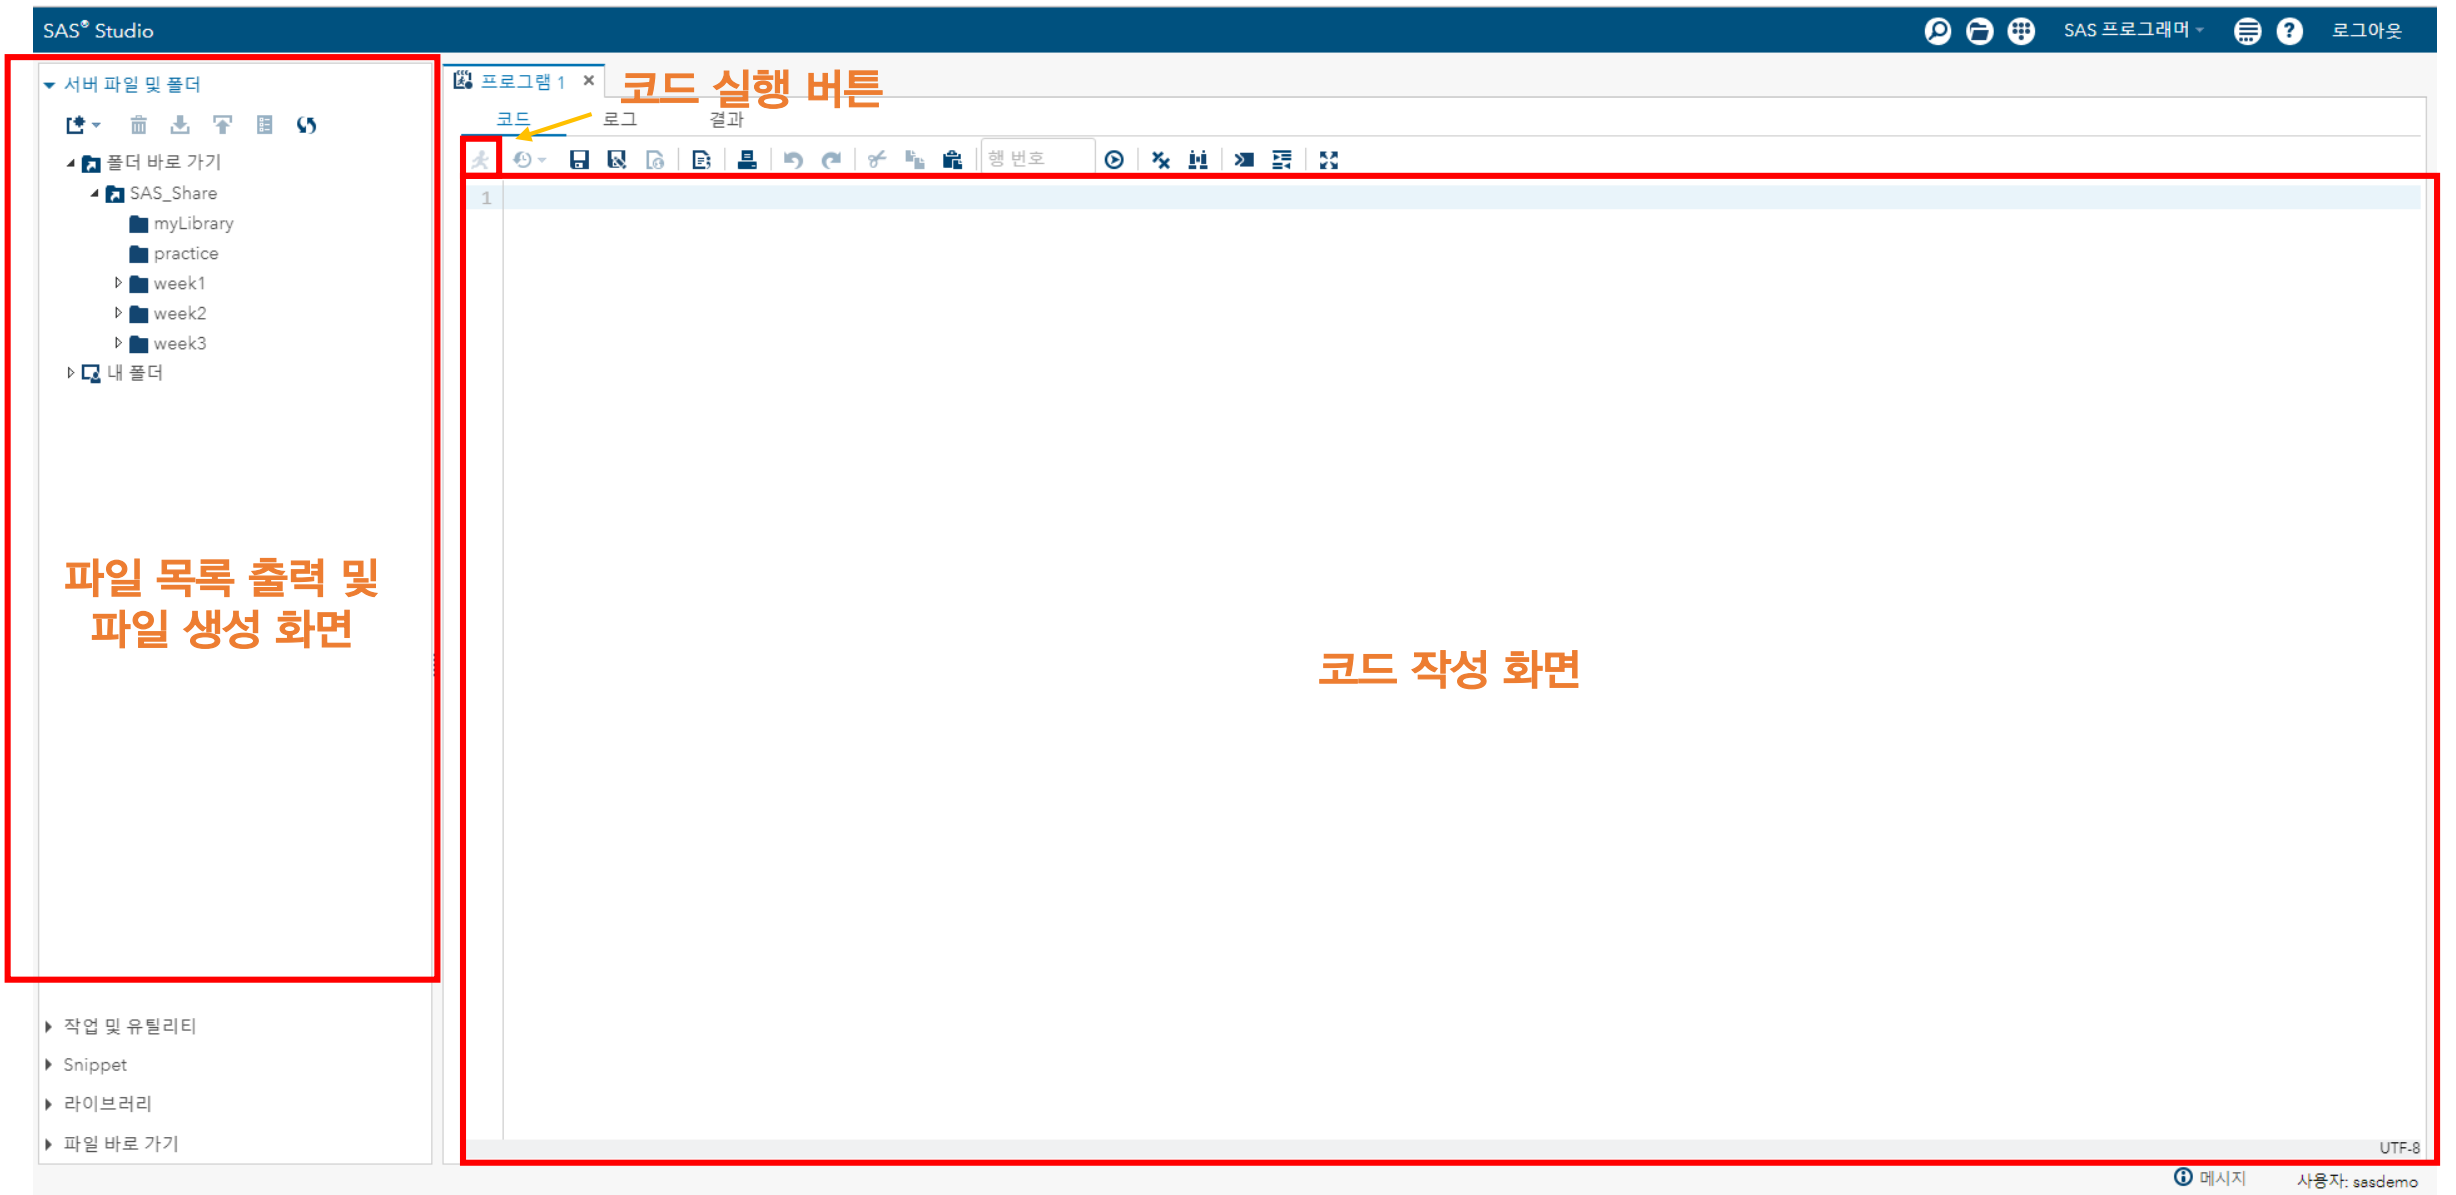 SAS® Studio
SAS 프로그래머
로그아웃
서버 파일 및 폴더
폴더 바로 가기
SAS_Share
myLibrary
practice
week1
week2
week3
내 폴더
파일 목록 출력 및
파일 생성 화면
작업 및 유틸리티
Snippet
라이브러리
파일 바로 가기
프로그램 1
코드 실행 버튼
코드 로그 결과
행 번호
1
코드 작성 화면
UTF-8
메시지 사용자: sasdemo